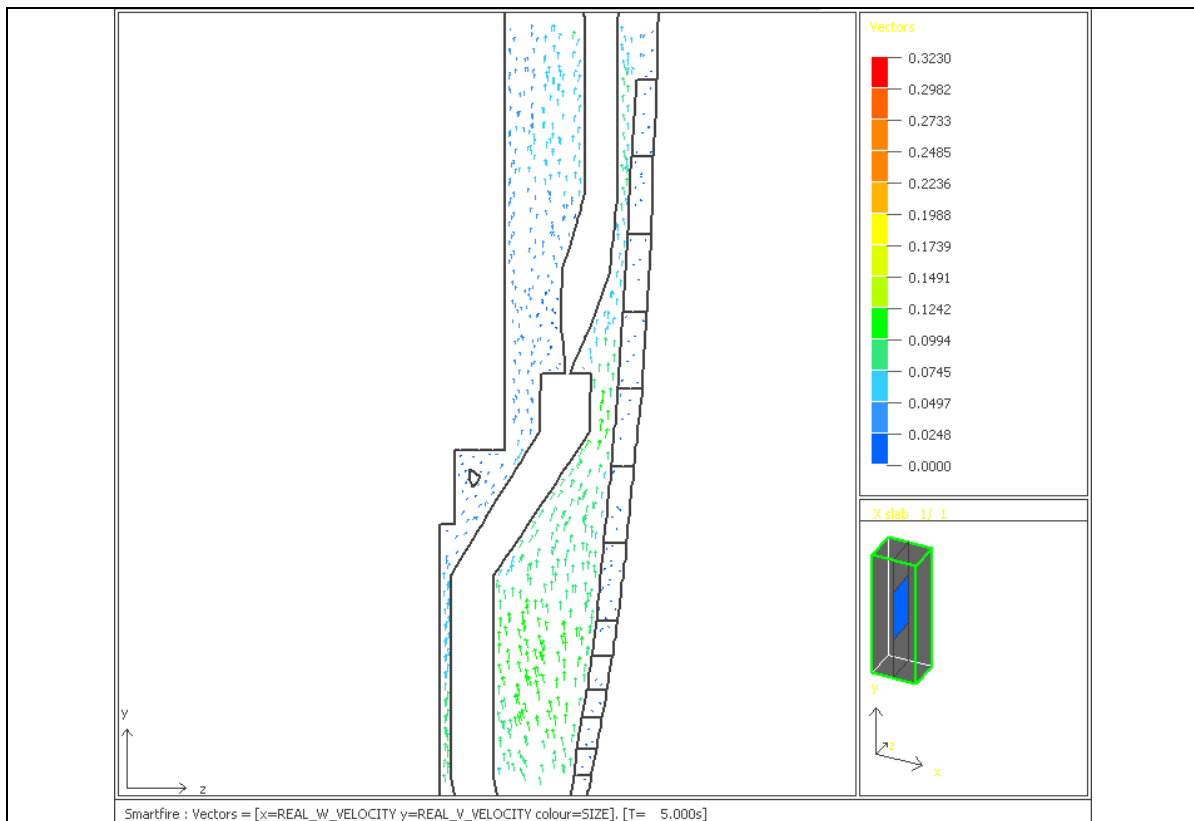 Vectors
0.3230
0.2982
0.2733
0.2485
0.2236
0.1988
0.1739
0.1491
0.1242
0.0994
0.0745
0.0497
0.0248
0.0000
X slab 1/ 1
y
z
x
y
z
Smartfire : Vectors = [x=REAL_W_VELOCITY y=REAL_V_VELOCITY colour=SIZE]. [T= 5.000s]